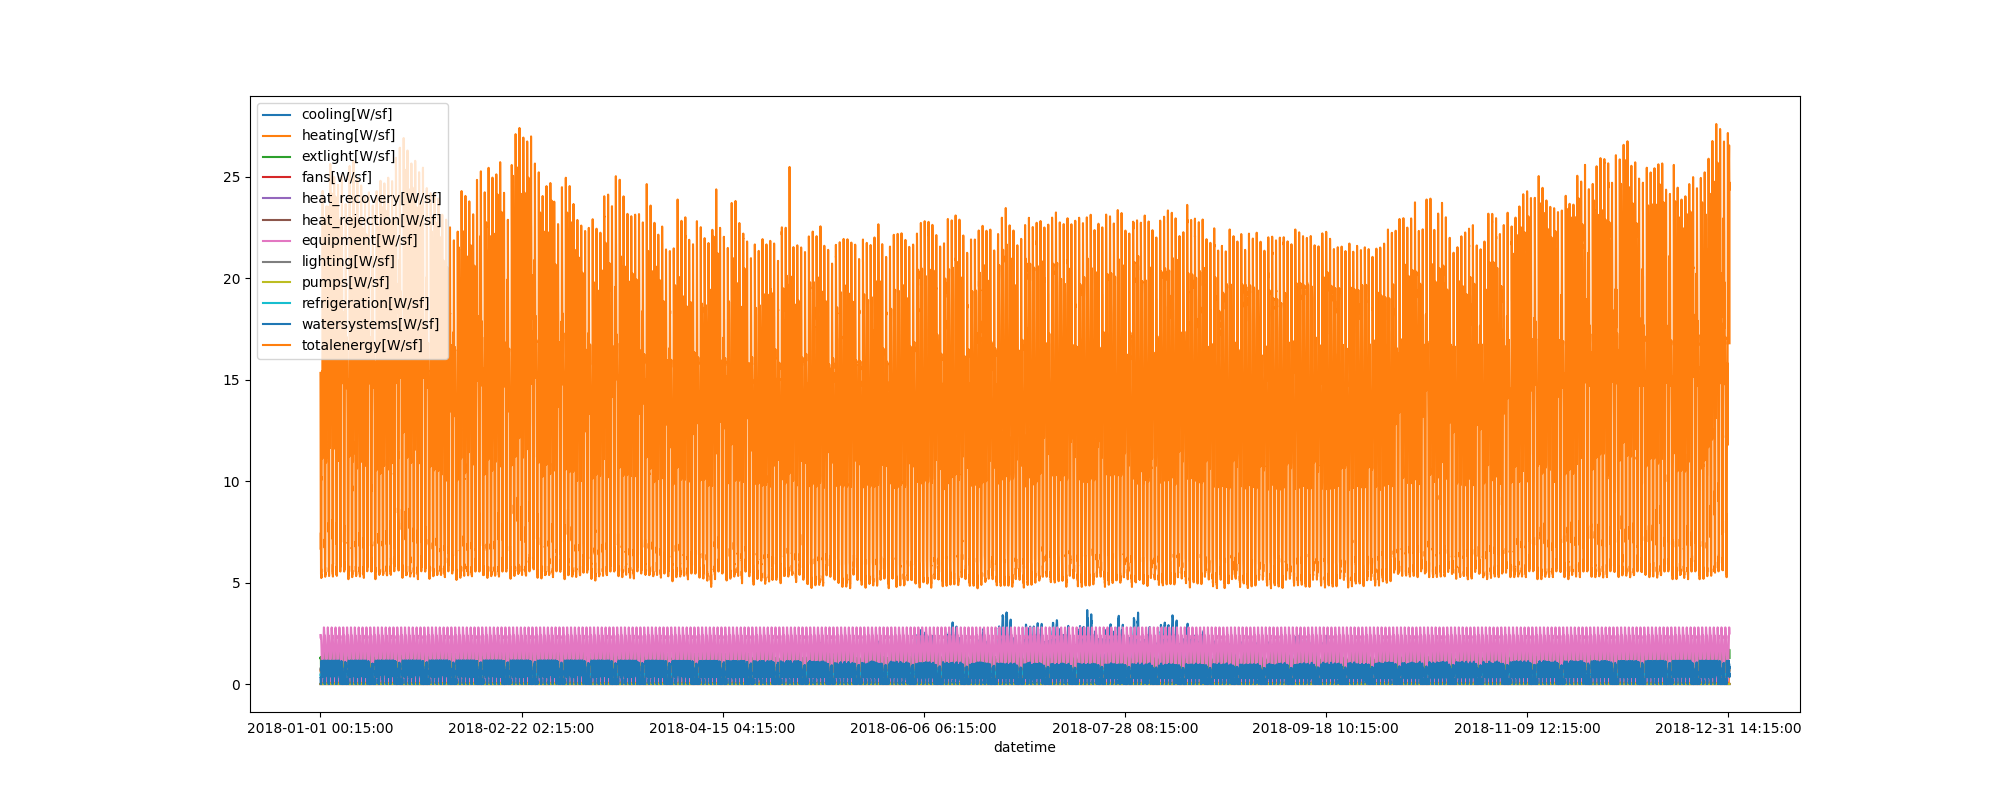 cooling[W/sf]
heating[W/sf]
extlight[W/sf]
fans[W/sf]
heat_recovery[W/sf]
heat_rejection[W/sf]
equipment[W/sf]
lighting[W/sf]
pumps[W/sf]
refrigeration[W/sf]
watersystems[W/sf]
totalenergy[W/sf]
25
20
15
10
5
0
2018-01-01 00:15:00 2018-02-22 02:15:00 2018-04-15 04:15:00 2018-06-06 06:15:00 2018-07-28 08:15:00 2018-09-18 10:15:00 2018-11-09 12:15:00 2018-12-31 14:15:00
datetime